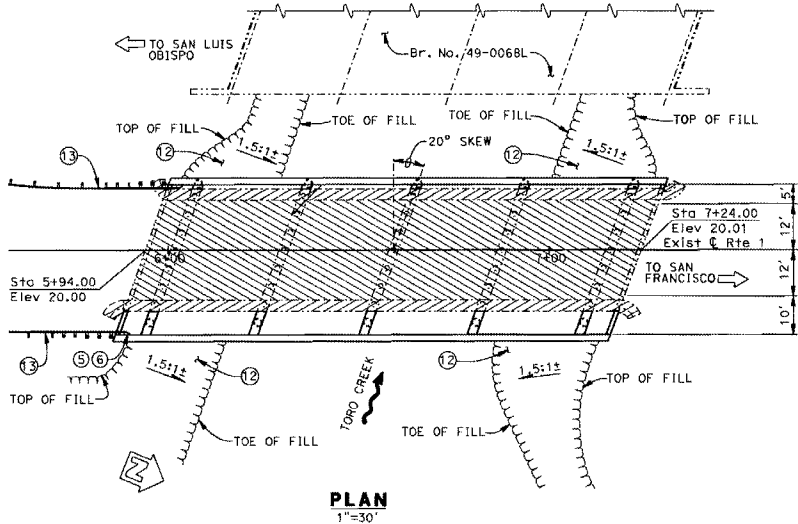 TO SAN LUIS
OBISPO
Br. No. 49-0068L
TOP OF FILL
TOE OF FILL
TOE OF FILL
TOP OF FILL
12
1.5:1±
20° SKEW
12
1.5:1±
13
5'
12'
12'
10'
Sta 7+24.00
Elev 20.01
Exist ℄ Rte 1
6+00
7+00
TO SAN
FRANCISCO
Sta 5+94.00
Elev 20.00
13
5 6
TOP OF FILL
1.5:1±
12
TORO CREEK
12
1.5:1±
TOP OF FILL
TOE OF FILL
TOE OF FILL
N
PLAN
1"=30'